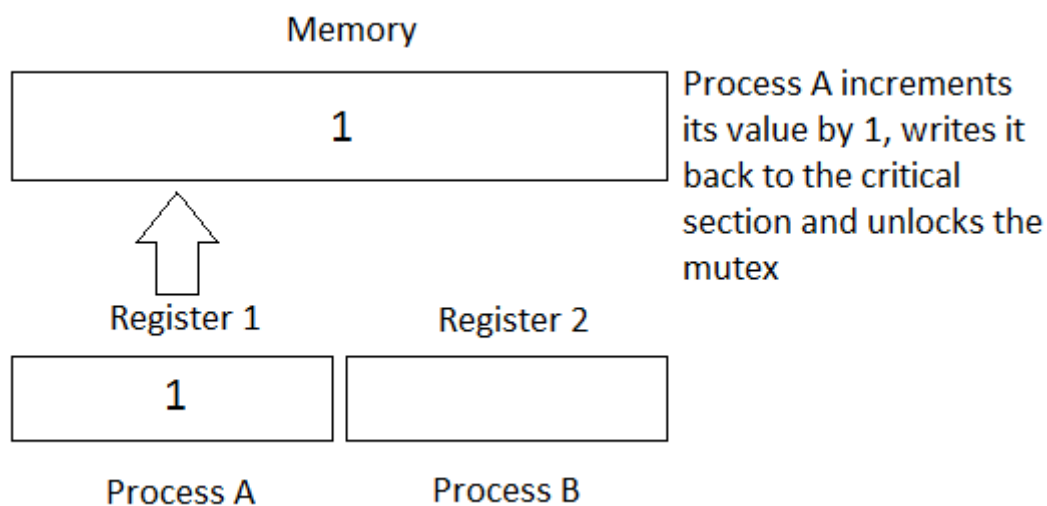 Memory
1
Process A increments
its value by 1, writes it
back to the critical
section and unlocks the
mutex
Register 1
Register 2
1
Process A
Process B